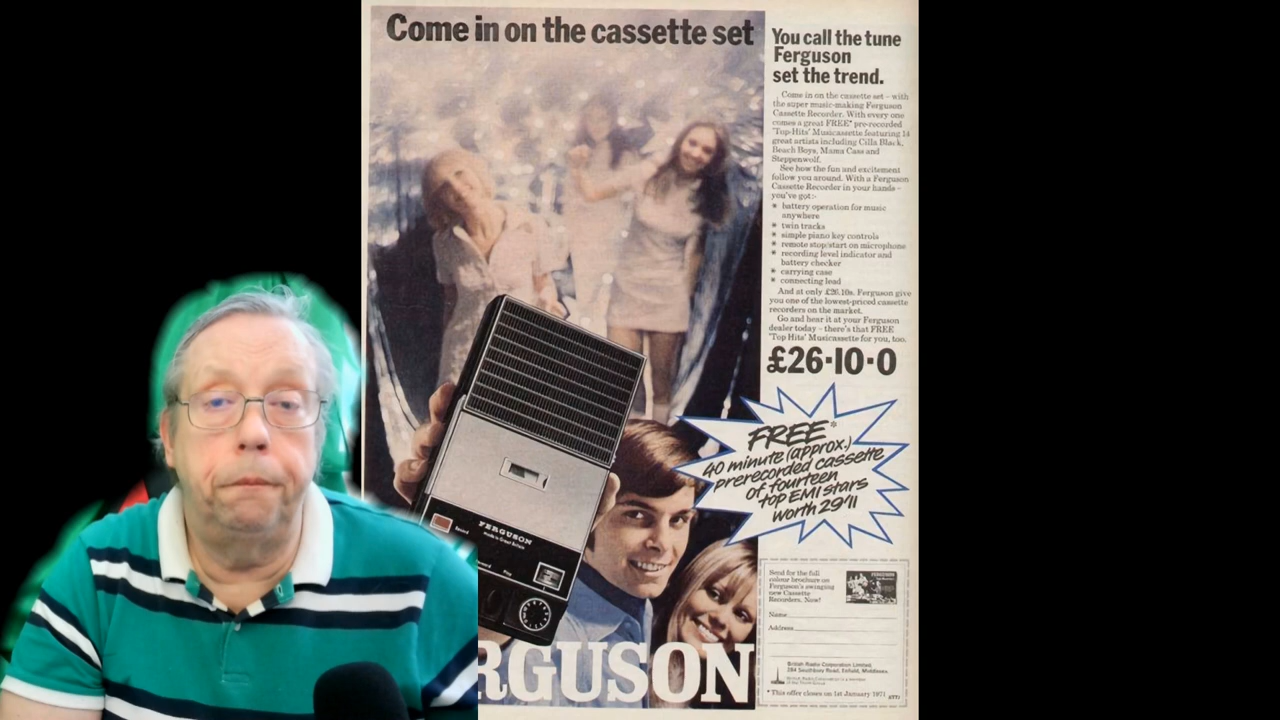 Come in on the cassette set
You call the tune
Ferguson
set the trend.
Come in on the cassette set – with
the super music-making Ferguson
Cassette Recorder. With every one
comes a great FREE* pre-recorded
'Top Hits' Musicassette featuring 14
great artists including Cilla Black,
Beach Boys, Mama Cass and
Steppenwolf.
See how the fun and excitement
follow you around. With a Ferguson
Cassette Recorder in your hands –
you've got:-
* battery operation for music
anywhere
* twin tracks
* simple piano key controls
* remote stop/start on microphone
* recording level indicator and
battery checker
* carrying case
* connecting lead
And at only £26.10s. Ferguson give
you one of the lowest-priced cassette
recorders on the market.
Go and hear it at your Ferguson
dealer today – there's that FREE
'Top Hits' Musicassette for you, too.
£26·10·0
FREE*
40 minute (approx.)
prerecorded cassette
of fourteen
top EMI stars
worth 29'11
FERGUSON
made in Great Britain
Record
Play
Send for the full
colour brochure on
Ferguson's swinging
new Cassette
Recorders. Now!
FERGUSON
Name
Address
British Radio Corporation Limited,
284 Southbury Road, Enfield, Middlesex.
* This offer closes on 1st January 1971
RGUSON